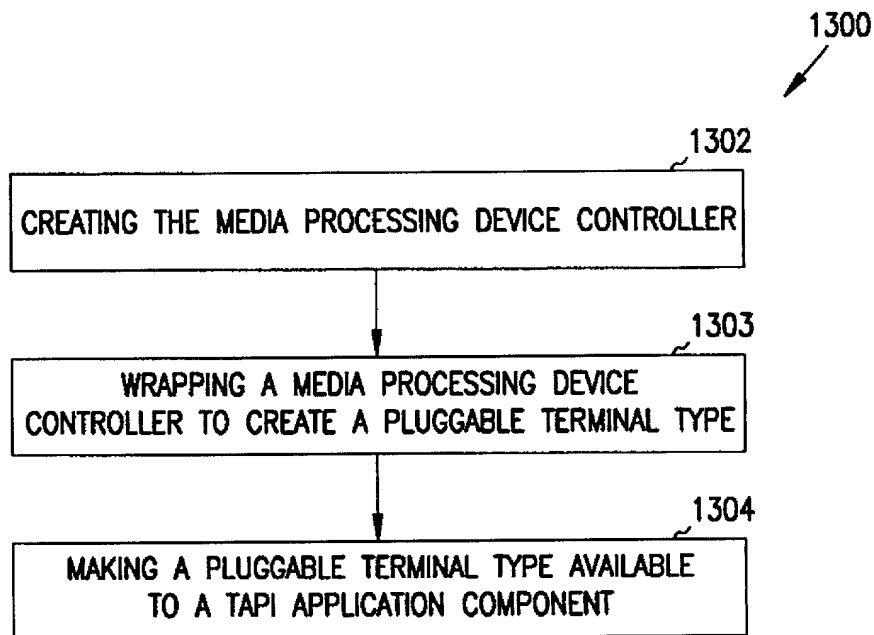 1300
1302
CREATING THE MEDIA PROCESSING DEVICE CONTROLLER
1303
WRAPPING A MEDIA PROCESSING DEVICE
CONTROLLER TO CREATE A PLUGGABLE TERMINAL TYPE
1304
MAKING A PLUGGABLE TERMINAL TYPE AVAILABLE
TO A TAPI APPLICATION COMPONENT